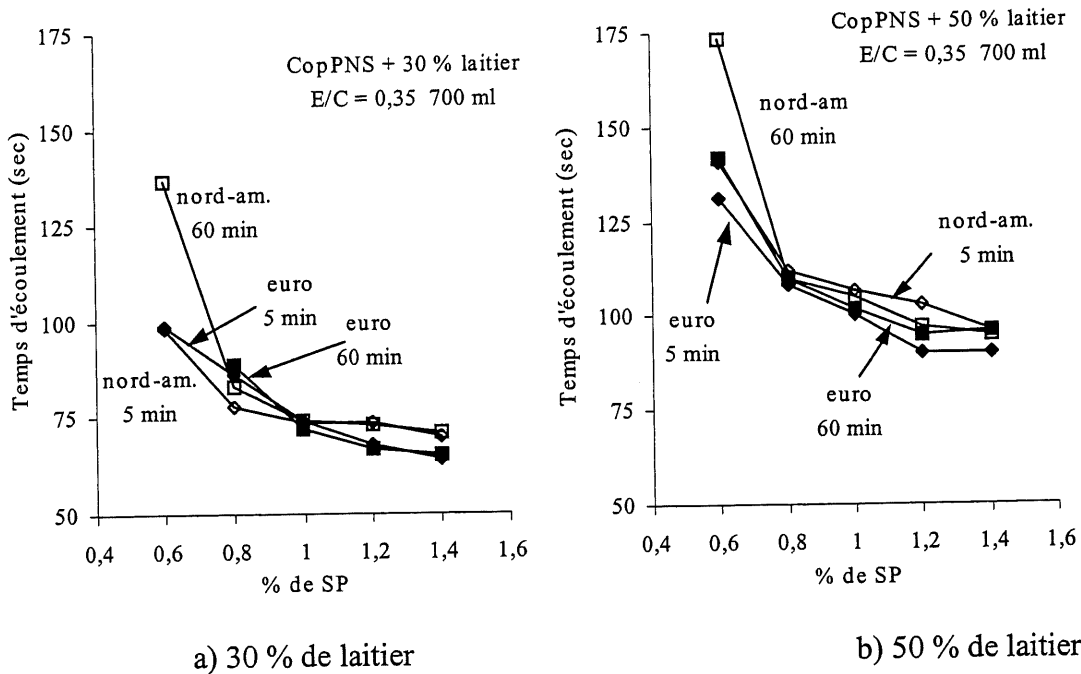 Temps d'écoulement (sec)
175
150
125
100
75
50
CopPNS + 30 % laitier
E/C = 0,35 700 ml
nord-am.
60 min
euro
5 min
euro
60 min
nord-am.
5 min
0,4
0,6
0,8
1
1,2
1,4
1,6
% de SP
a) 30 % de laitier
Temps d'écoulement (sec)
175
150
125
100
75
50
CopPNS + 50 % laitier
E/C = 0,35 700 ml
nord-am
60 min
nord-am.
5 min
euro
5 min
euro
60 min
0,4
0,6
0,8
1
1,2
1,4
1,6
% de SP
b) 50 % de laitier